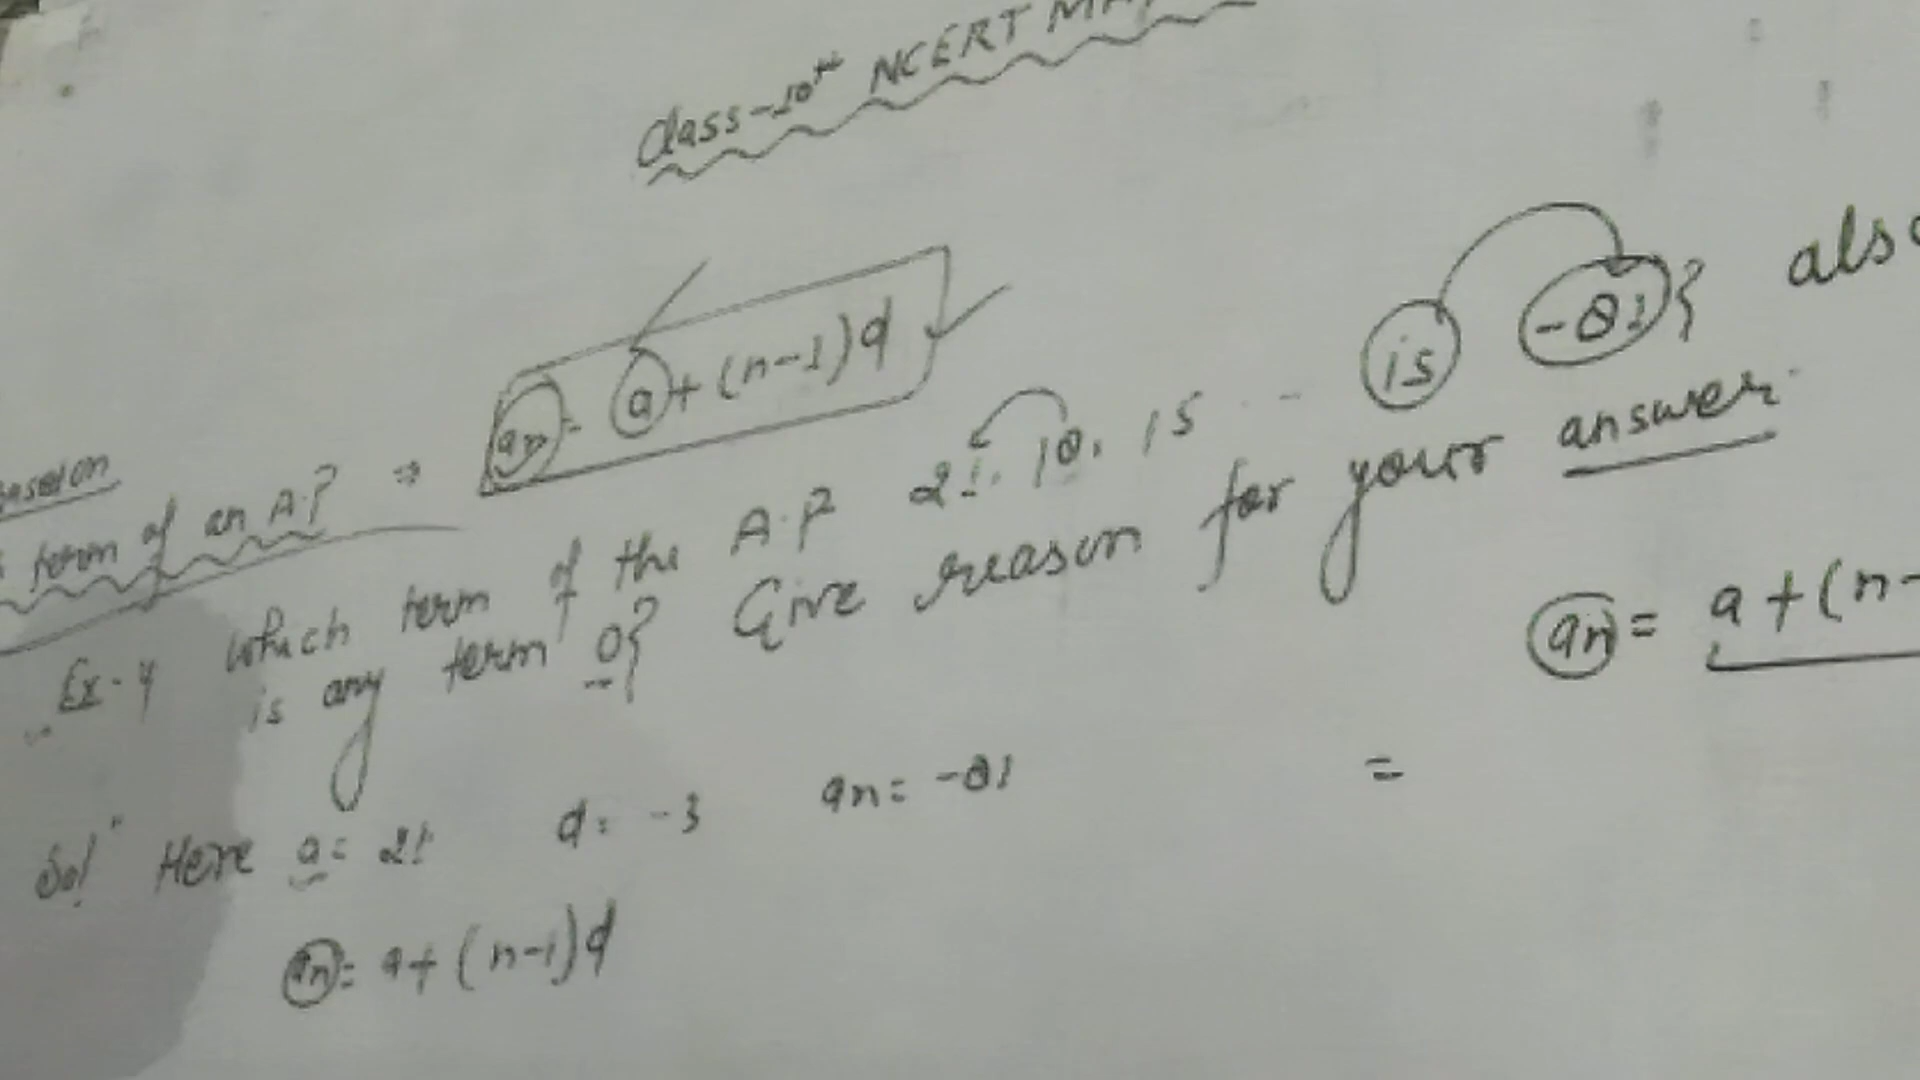 Class-10th NCERT
term of an A.P ⇒ an = a + (n-1)d
Ex-4 which term of the A.P 21. 18. 15 .. is -81} also
is any term 0? Give reason for your answer.
Sol" Here a = 21 d = -3 an = -81
an = a + (n-1)d
an = a + (n-
=